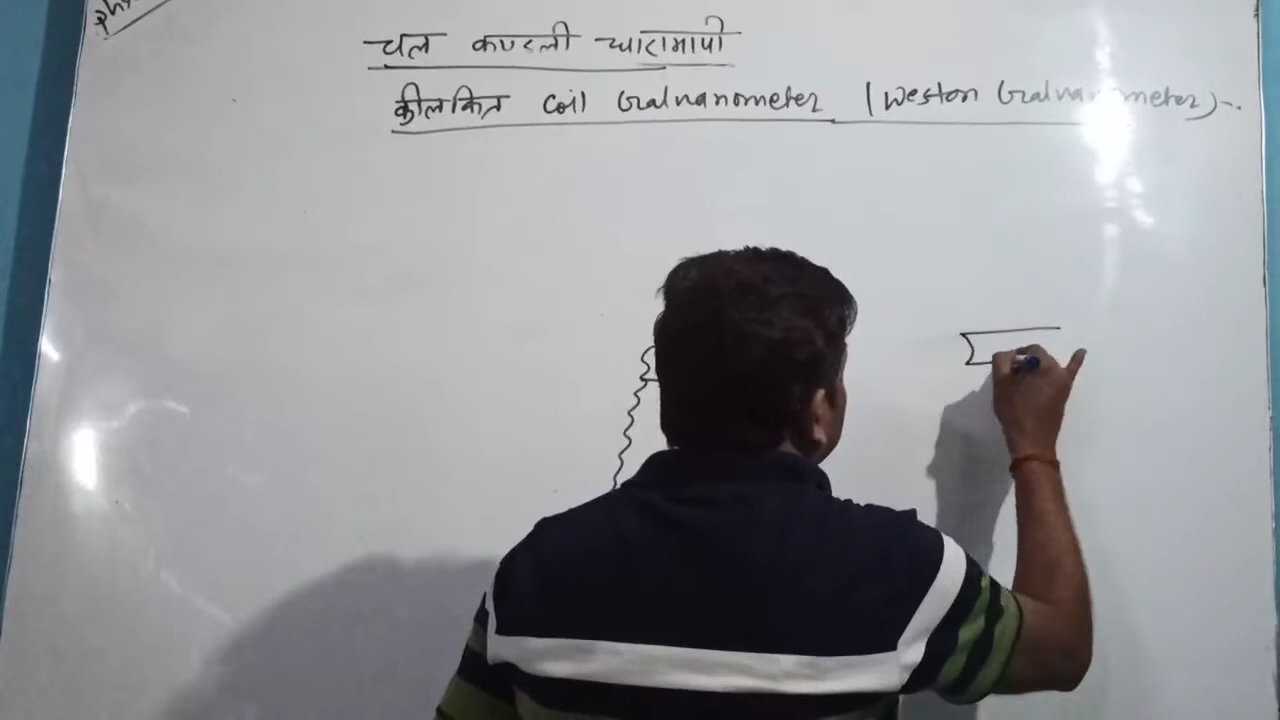 चल कुण्डली धारामापी
कीलकित coil Galvanometer (Weston Galvanometer)-.